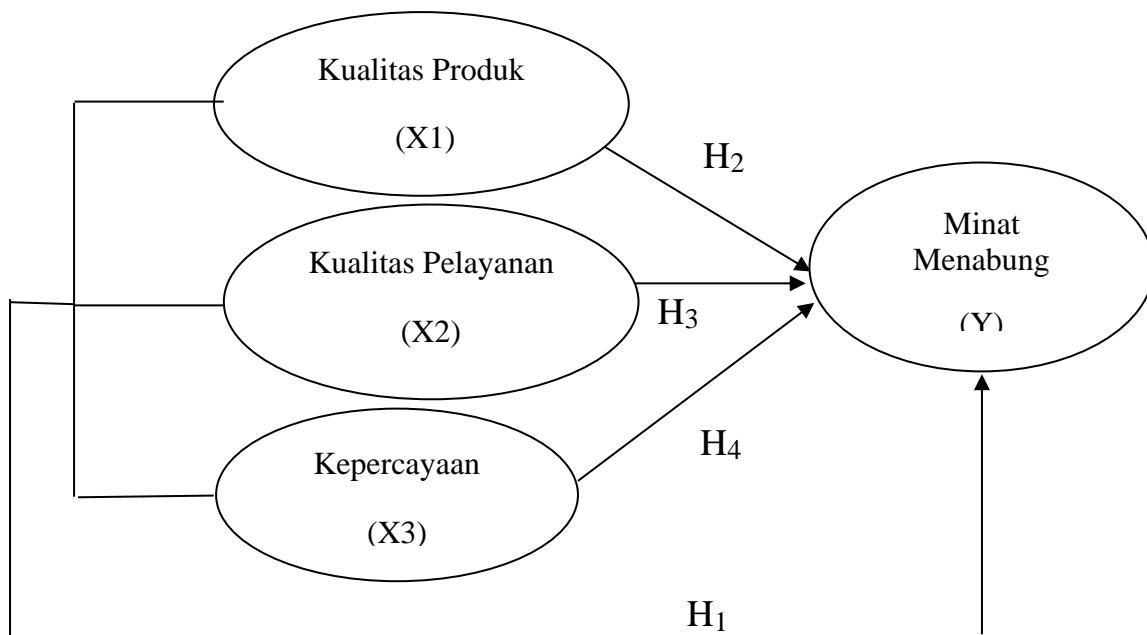 Kualitas Produk
(X1)
H2
Kualitas Pelayanan
(X2)
H3
Minat
Menabung
(Y)
Kepercayaan
(X3)
H4
H1